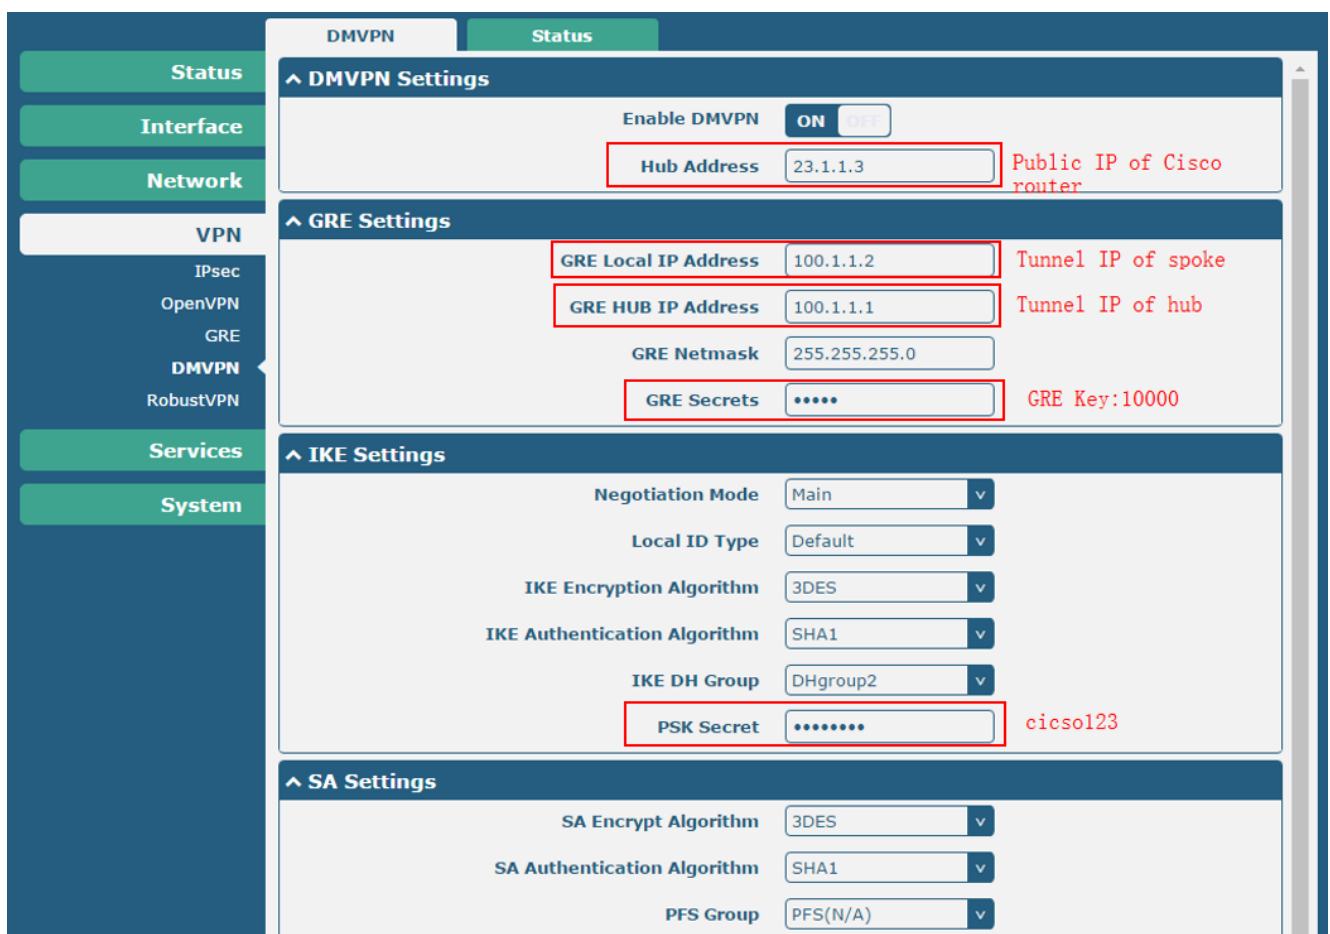 DMVPN
Status
Status
Interface
Network
VPN
IPsec
OpenVPN
GRE
DMVPN
RobustVPN
Services
System
DMVPN Settings
Enable DMVPN ON OFF
Hub Address 23.1.1.3 Public IP of Cisco
router
GRE Settings
GRE Local IP Address 100.1.1.2 Tunnel IP of spoke
GRE HUB IP Address 100.1.1.1 Tunnel IP of hub
GRE Netmask 255.255.255.0
GRE Secrets ••••• GRE Key:10000
IKE Settings
Negotiation Mode Main v
Local ID Type Default v
IKE Encryption Algorithm 3DES v
IKE Authentication Algorithm SHA1 v
IKE DH Group DHgroup2 v
PSK Secret •••••••• cicso123
SA Settings
SA Encrypt Algorithm 3DES v
SA Authentication Algorithm SHA1 v
PFS Group PFS(N/A) v